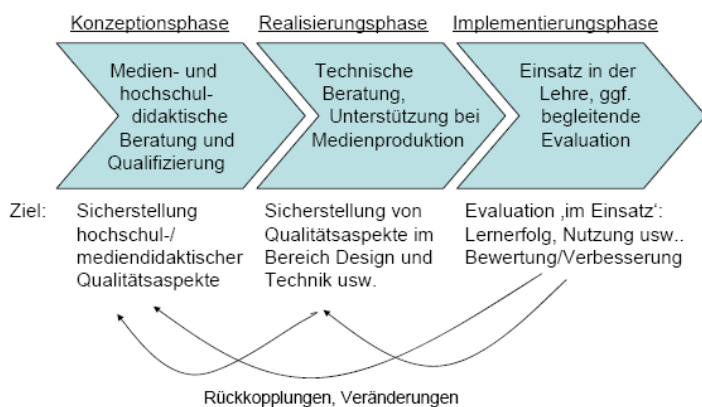 Konzeptionsphase
Realisierungsphase
Implementierungsphase
Medien- und
hochschul-
didaktische
Beratung und
Qualifizierung
Technische
Beratung,
Unterstützung bei
Medienproduktion
Einsatz in der
Lehre, ggf.
begleitende
Evaluation
Ziel:
Sicherstellung
hochschul-/
mediendidaktischer
Qualitätsaspekte
Sicherstellung von
Qualitätsaspekte im
Bereich Design und
Technik usw.
Evaluation ‚im Einsatz‘:
Lernerfolg, Nutzung usw..
Bewertung/Verbesserung
Rückkopplungen, Veränderungen